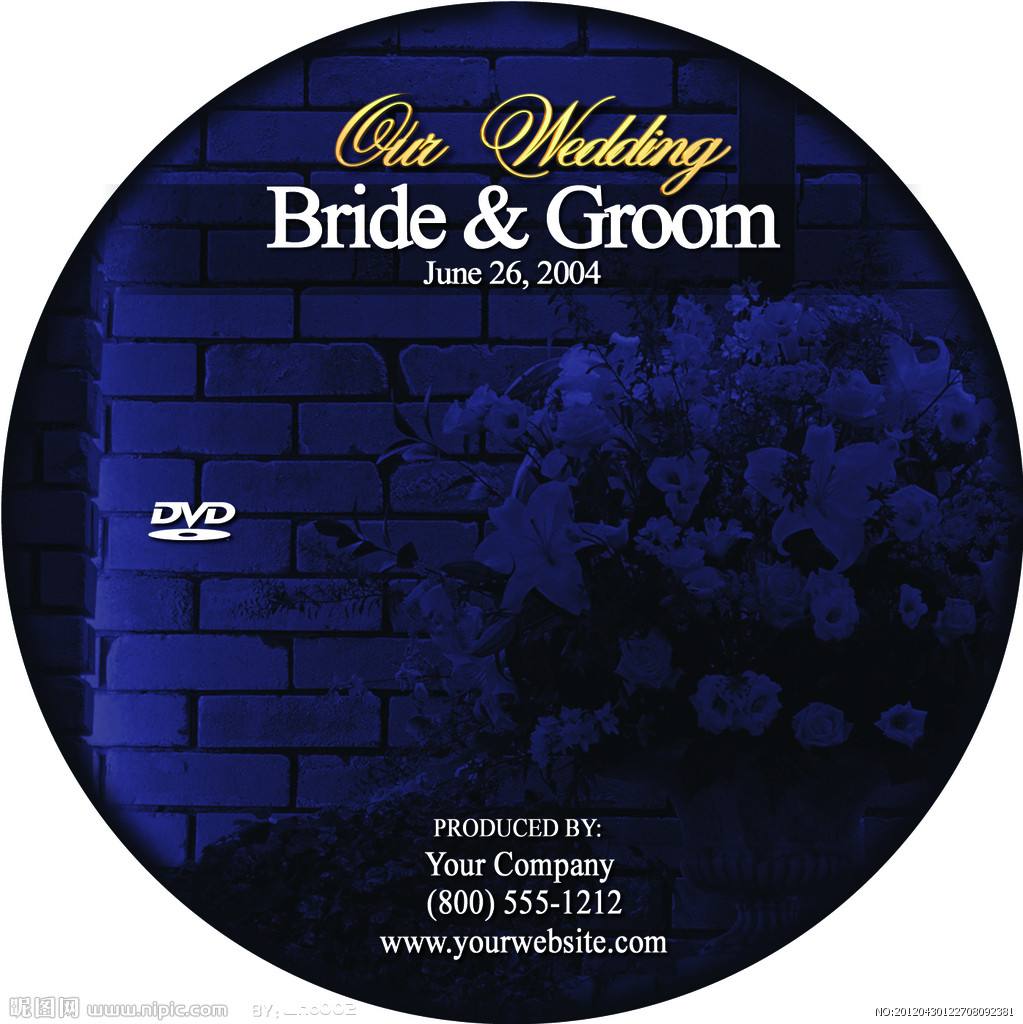 Our Wedding
Bride & Groom
June 26, 2004
DVD
PRODUCED BY:
Your Company
(800) 555-1212
www.yourwebsite.com
昵图网 www.nipic.com BY:
NO:20120430122708092381